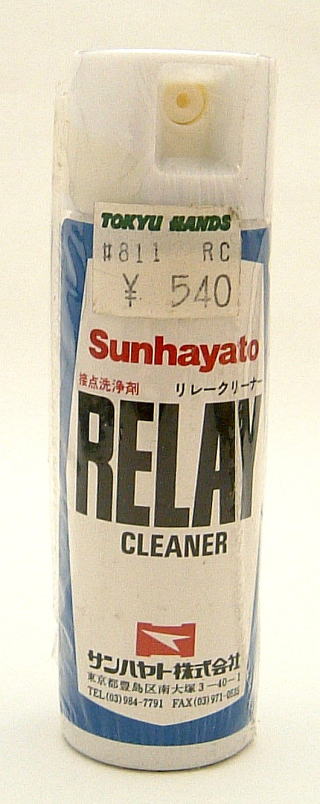 TOKYU HANDS
#811 RC
¥ 540
Sunhayato
接点洗浄剤 リレークリーナー
RELAY
CLEANER
サンハヤト株式会社
東京都豊島区南大塚3-40-1
TEL(03)984-7791 FAX(03)971-0535